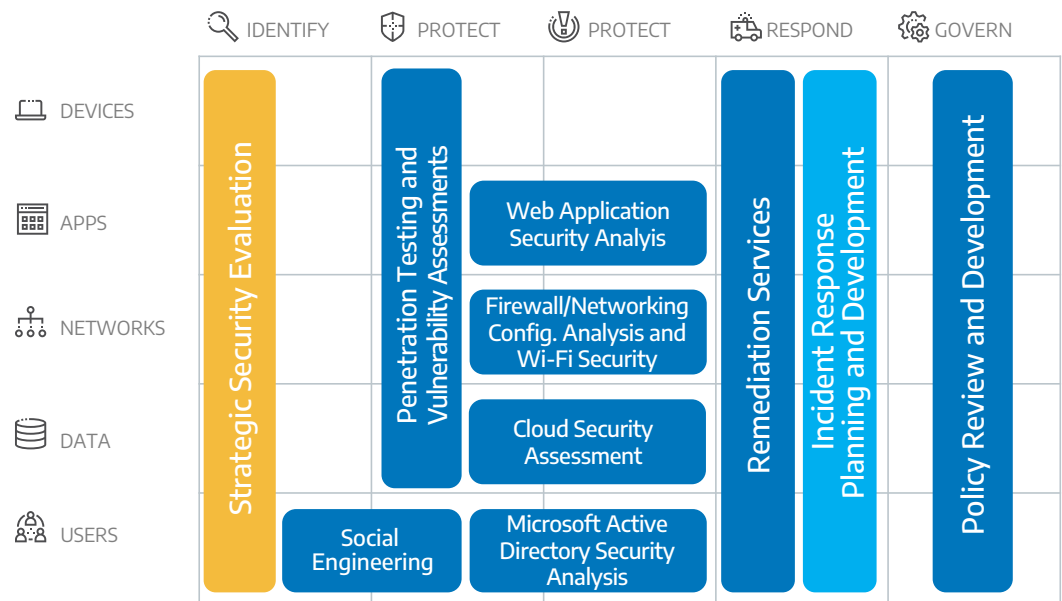 IDENTIFY
PROTECT
PROTECT
RESPOND
GOVERN
DEVICES
APPS
NETWORKS
DATA
USERS
Strategic Security Evaluation
Penetration Testing and
Vulnerability Assessments
Web Application
Security Analyis
Firewall/Networking
Config. Analysis and
Wi-Fi Security
Cloud Security
Assessment
Social
Engineering
Microsoft Active
Directory Security
Analysis
Remediation Services
Incident Response
Planning and Development
Policy Review and Development